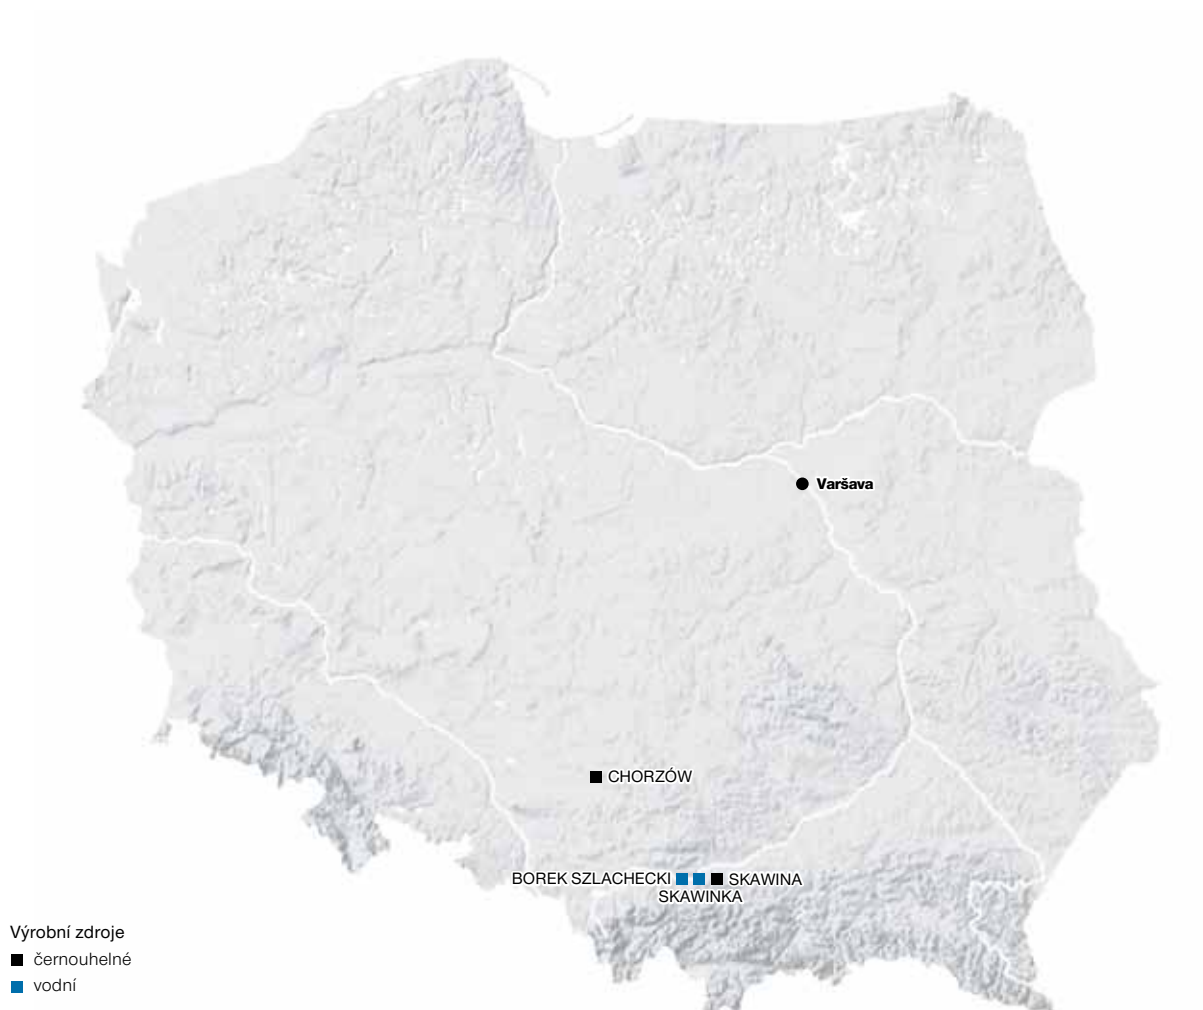 Varšava
CHORZÓW
BOREK SZLACHECKI
SKAWINA
SKAWINKA
Výrobní zdroje
černouhelné
vodní